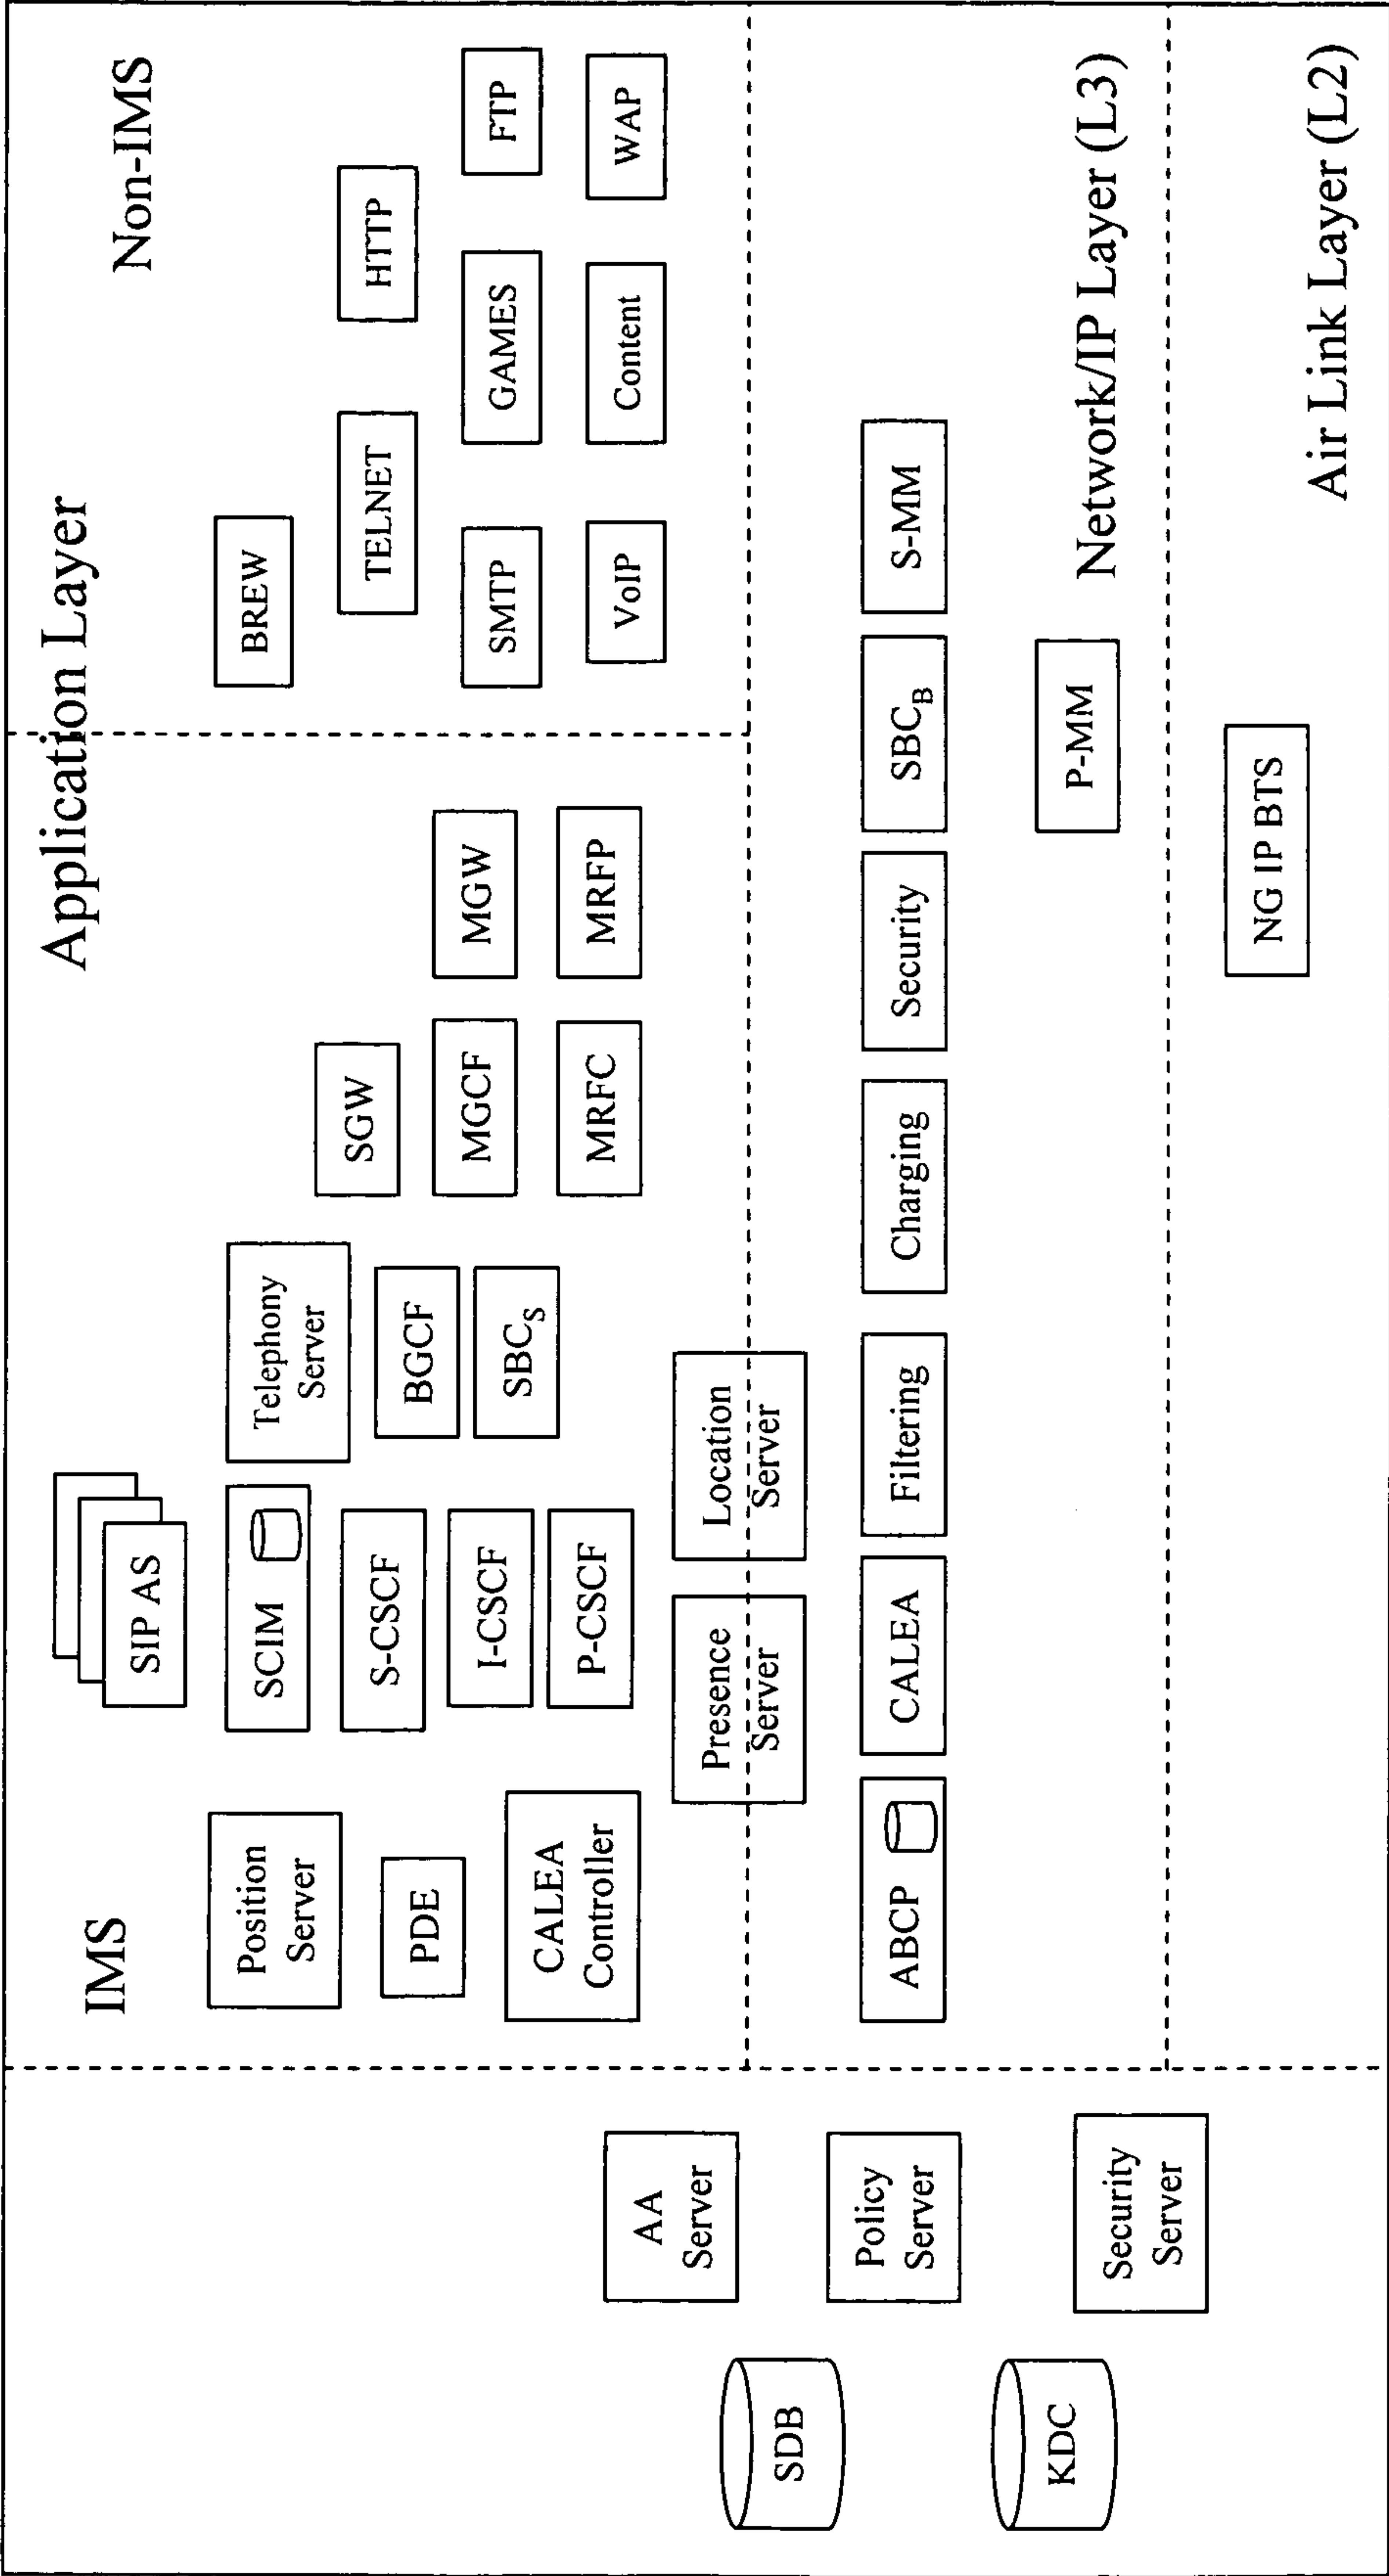 Application Layer
IMS
Non-IMS
SIP AS
Position
Server
SCIM
Telephony
Server
BREW
SGW
TELNET
HTTP
PDE
S-CSCF
BGCF
MGCF
MGW
SMTP
GAMES
FTP
CALEA
Controller
I-CSCF
SBCS
P-CSCF
MRFC
MRFP
VoIP
Content
WAP
AA
Server
Presence
Server
Location
Server
SDB
Policy
Server
ABCP
CALEA
Filtering
Charging
Security
SBCB
S-MM
KDC
Security
Server
P-MM
Network/IP Layer (L3)
NG IP BTS
Air Link Layer (L2)